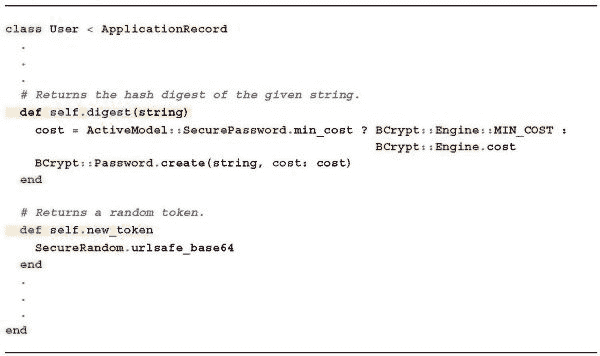 class User < ApplicationRecord
  .
  .
  .
  # Returns the hash digest of the given string.
  def self.digest(string)
    cost = ActiveModel::SecurePassword.min_cost ? BCrypt::Engine::MIN_COST :
                                                  BCrypt::Engine.cost
    BCrypt::Password.create(string, cost: cost)
  end

  # Returns a random token.
  def self.new_token
    SecureRandom.urlsafe_base64
  end
  .
  .
  .
end